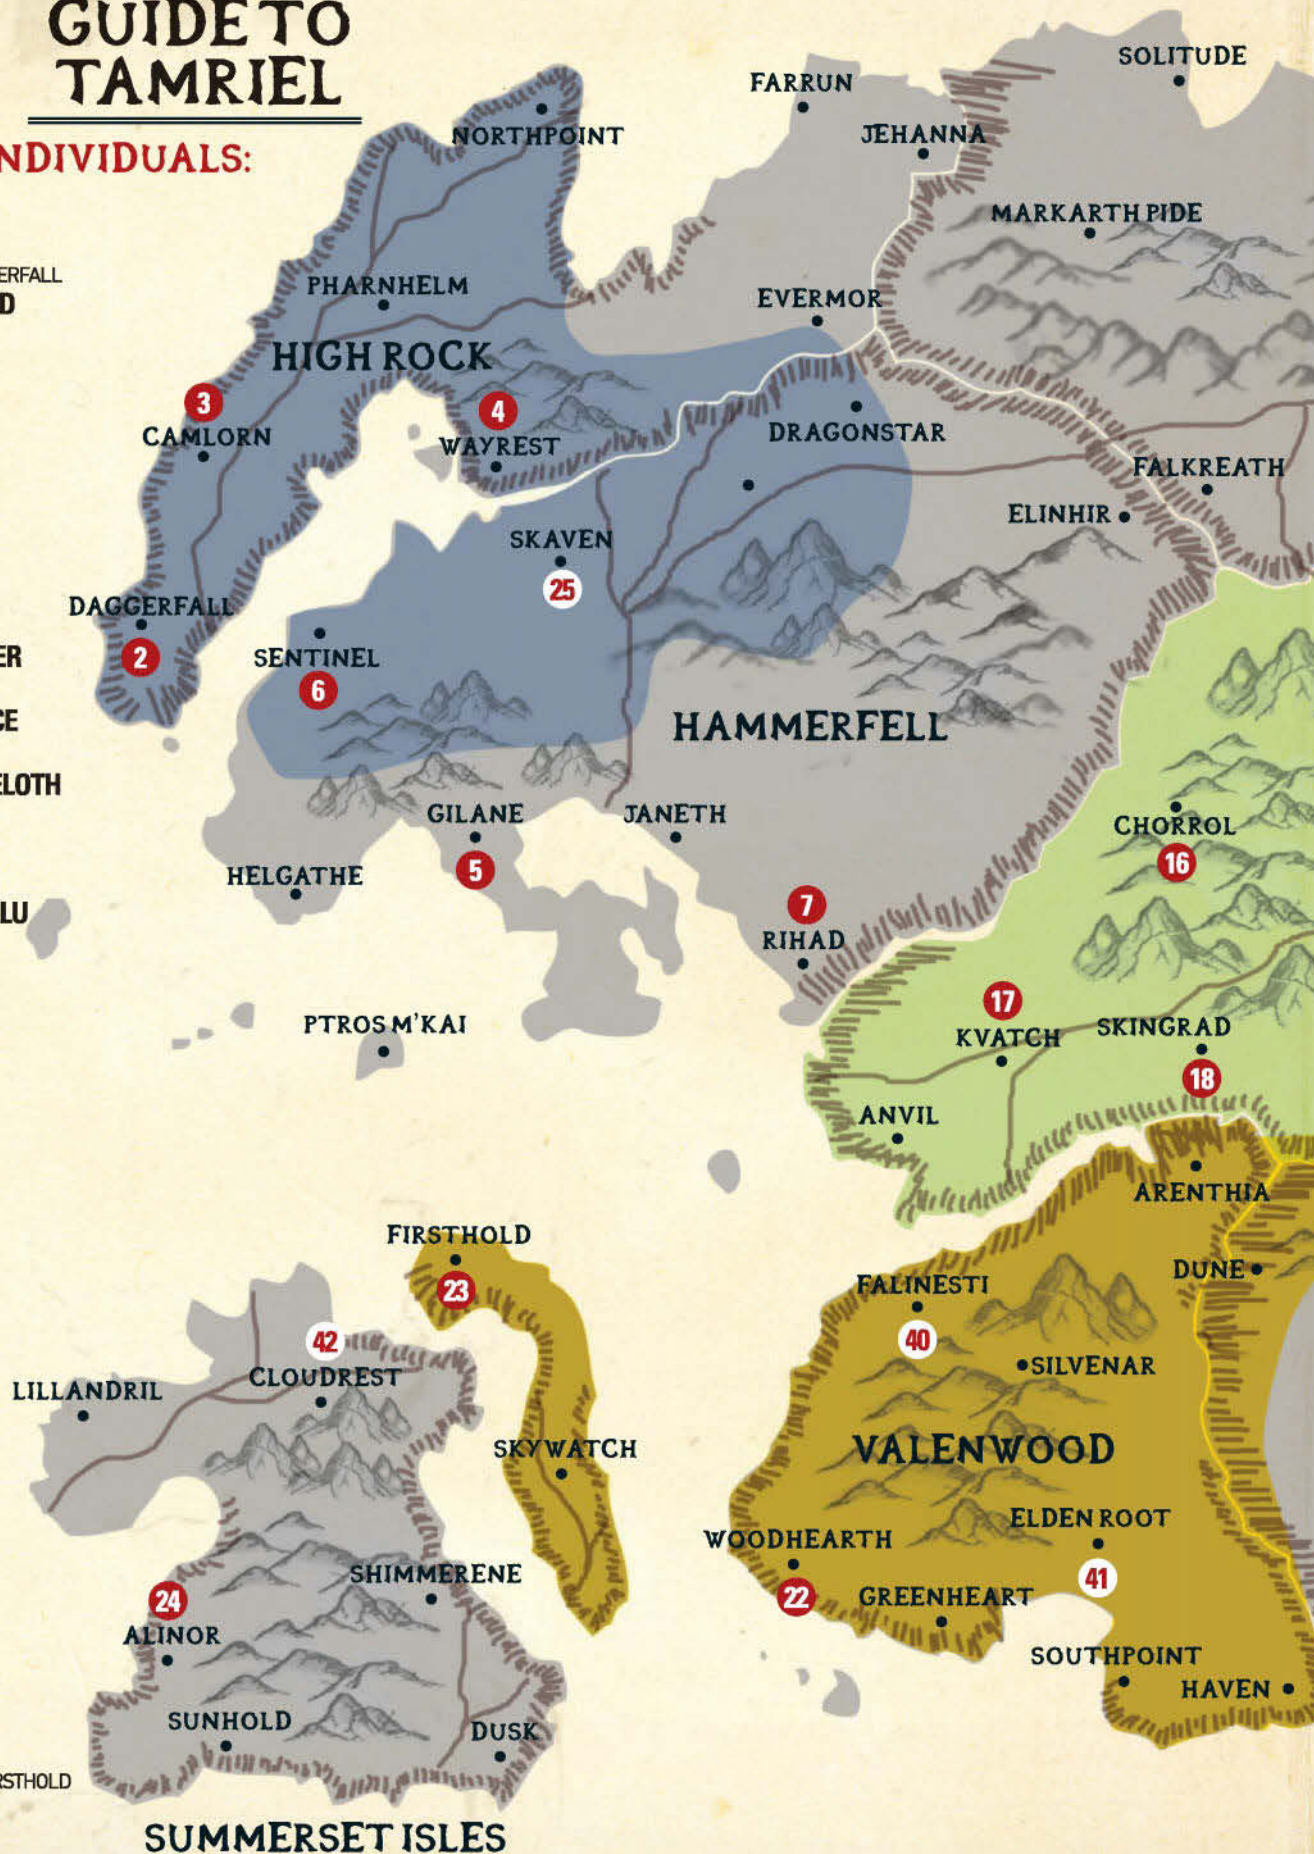 GUIDE TO
TAMRIEL
NDIVIDUALS:
ERFALL
D
ER
CE
ELOTH
LU
RSTHOLD
SOLITUDE
FARRUN
NORTHPOINT
JEHANNA
MARKARTH PIDE
PHARNHELM
EVERMOR
HIGH ROCK
3
4
CAMLORN
WAYREST
DRAGONSTAR
FALKREATH
ELINHIR
SKAVEN
25
DAGGERFALL
2
SENTINEL
6
HAMMERFELL
GILANE
5
JANETH
CHORROL
16
HELGATHE
7
RIHAD
17
KVATCH
PTROS M'KAI
SKINGRAD
18
ANVIL
ARENTHIA
FIRSTHOLD
23
DUNE
FALINESTI
40
42
CLOUDREST
LILLANDRIL
SILVENAR
SKYWATCH
VALENWOOD
ELDEN ROOT
41
WOODHEARTH
22
GREENHEART
SHIMMERENE
24
ALINOR
SOUTHPOINT
HAVEN
SUNHOLD
DUSK
SUMMERSET ISLES